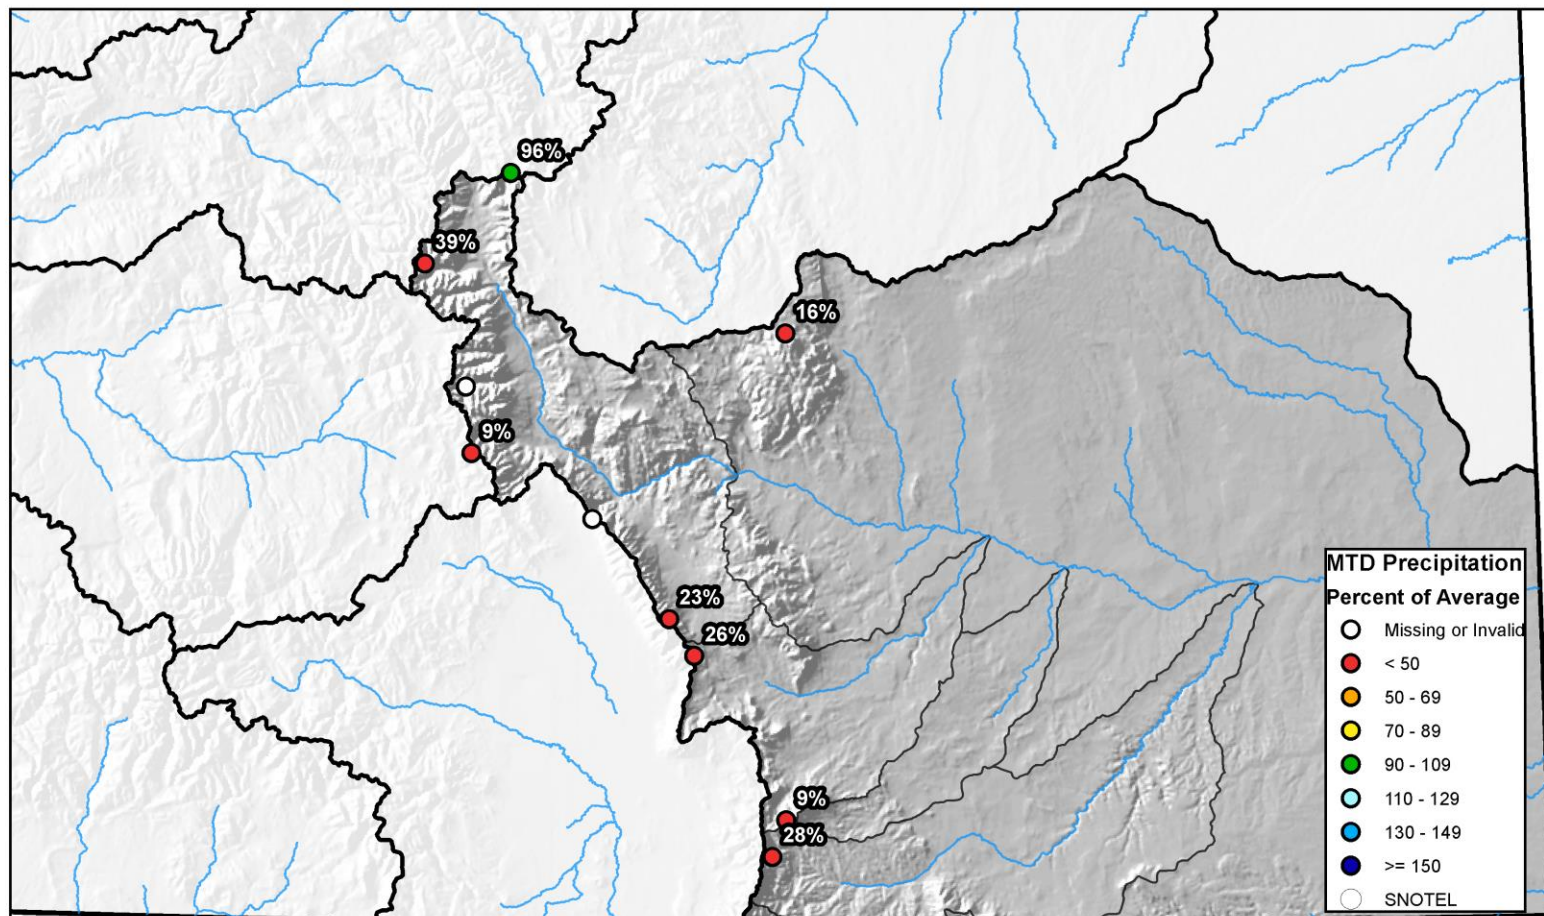 96%
39%
16%
9%
23%
26%
9%
28%
MTD Precipitation
Percent of Average
Missing or Invalid
< 50
50 - 69
70 - 89
90 - 109
110 - 129
130 - 149
>= 150
SNOTEL